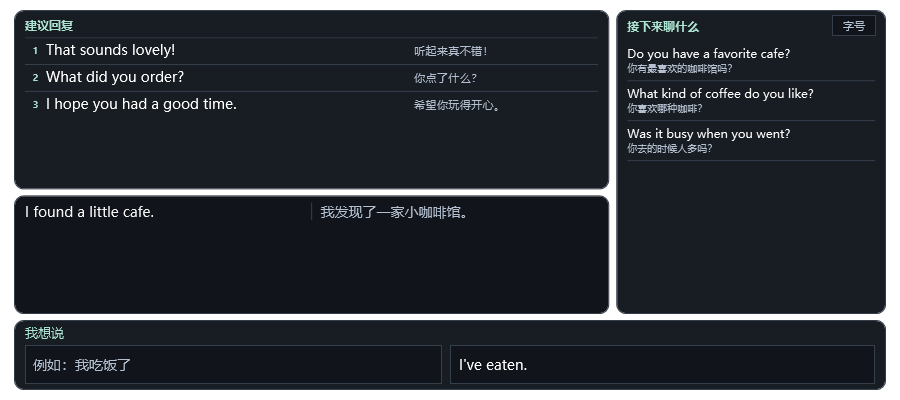 建议回复
1 That sounds lovely! 听起来真不错！
2 What did you order? 你点了什么？
3 I hope you had a good time. 希望你玩得开心。
I found a little cafe. 我发现了一家小咖啡馆。
接下来聊什么 字号
Do you have a favorite cafe?
你有最喜欢的咖啡馆吗？
What kind of coffee do you like?
你喜欢哪种咖啡？
Was it busy when you went?
你去的时候人多吗？
我想说
例如：我吃饭了 I've eaten.